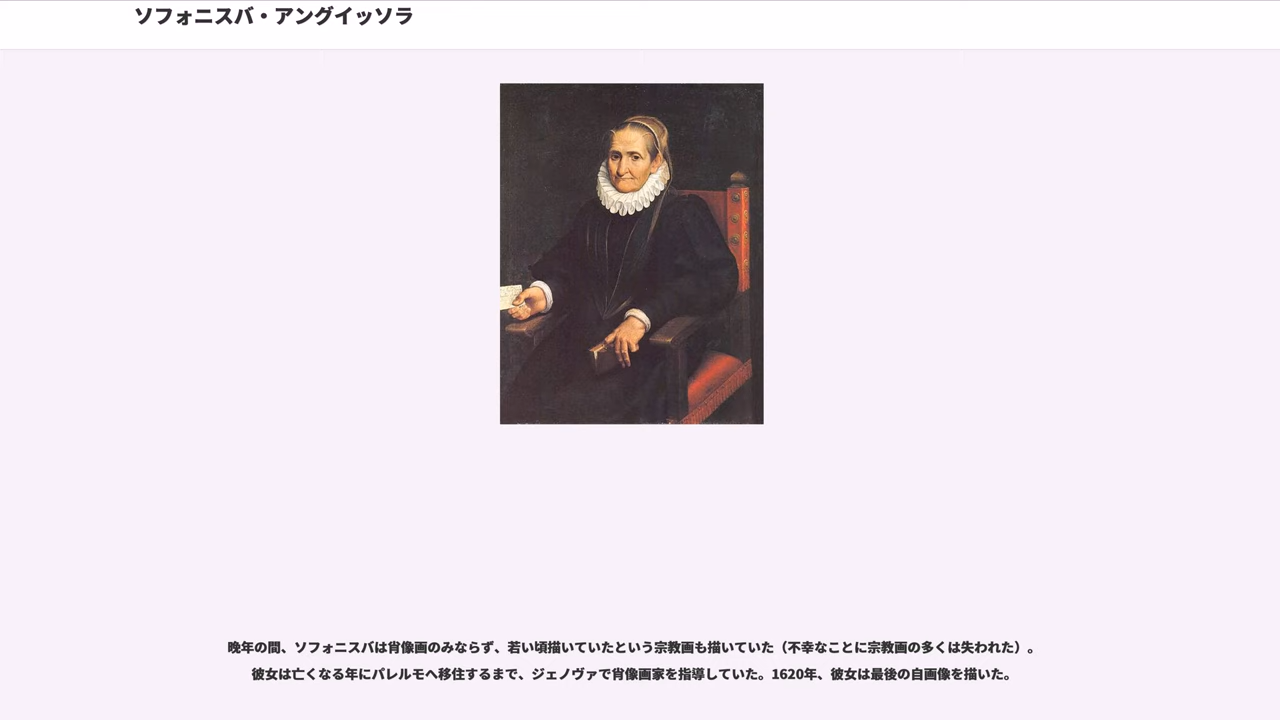 ソフォニスバ・アングイッソラ
晩年の間、ソフォニスバは肖像画のみならず、若い頃描いていたという宗教画も描いていた（不幸なことに宗教画の多くは失われた）。
彼女は亡くなる年にパレルモへ移住するまで、ジェノヴァで肖像画家を指導していた。1620年、彼女は最後の自画像を描いた。